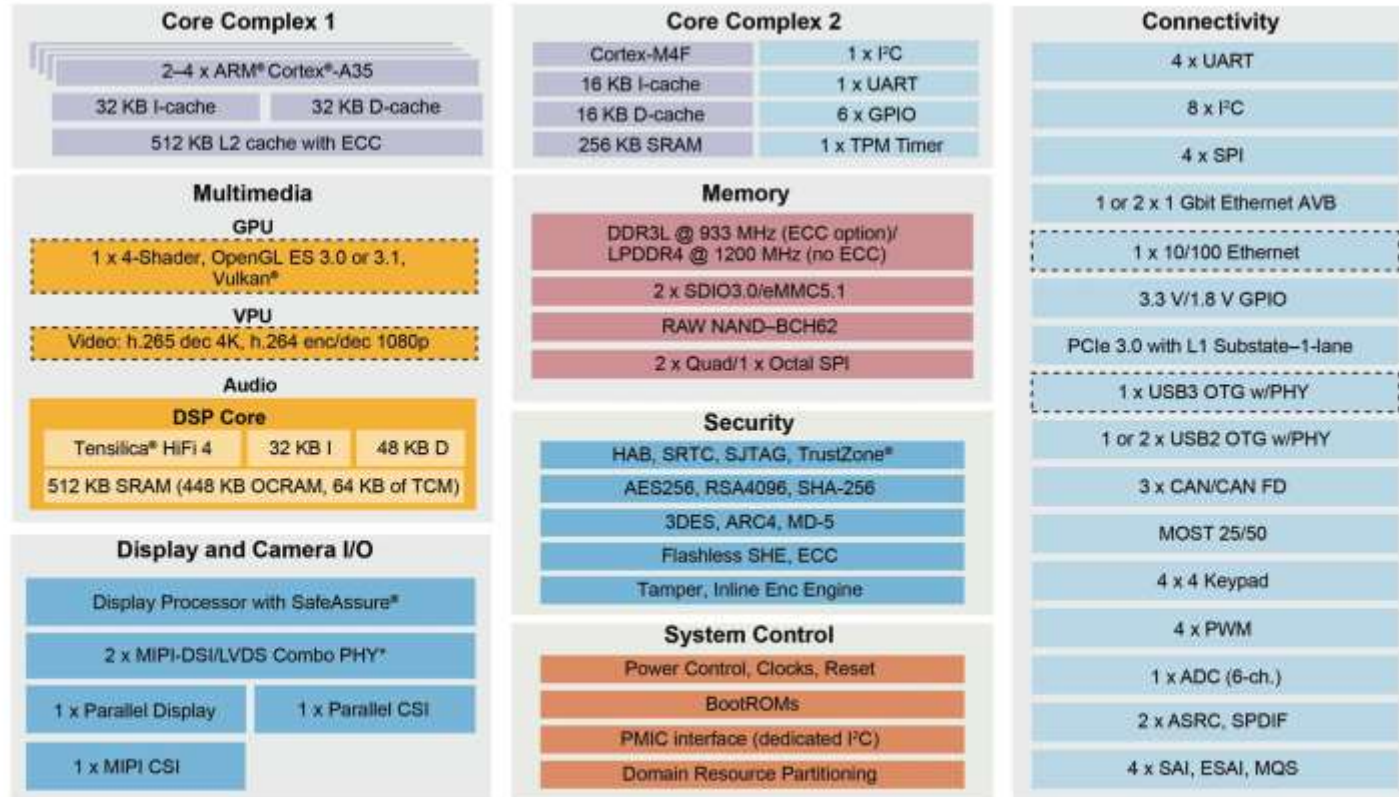 Core Complex 1
2–4 x ARM® Cortex®-A35
32 KB I-cache
32 KB D-cache
512 KB L2 cache with ECC
Multimedia
GPU
1 x 4-Shader, OpenGL ES 3.0 or 3.1,
Vulkan®
VPU
Video: h.265 dec 4K, h.264 enc/dec 1080p
Audio
DSP Core
Tensilica® HiFi 4
32 KB I
48 KB D
512 KB SRAM (448 KB OCRAM, 64 KB of TCM)
Display and Camera I/O
Display Processor with SafeAssure®
2 x MIPI-DSI/LVDS Combo PHY*
1 x Parallel Display
1 x Parallel CSI
1 x MIPI CSI
Core Complex 2
Cortex-M4F
1 x I²C
16 KB I-cache
1 x UART
16 KB D-cache
6 x GPIO
256 KB SRAM
1 x TPM Timer
Memory
DDR3L @ 933 MHz (ECC option)/
LPDDR4 @ 1200 MHz (no ECC)
2 x SDIO3.0/eMMC5.1
RAW NAND–BCH62
2 x Quad/1 x Octal SPI
Security
HAB, SRTC, SJTAG, TrustZone®
AES256, RSA4096, SHA-256
3DES, ARC4, MD-5
Flashless SHE, ECC
Tamper, Inline Enc Engine
System Control
Power Control, Clocks, Reset
BootROMs
PMIC interface (dedicated I²C)
Domain Resource Partitioning
Connectivity
4 x UART
8 x I²C
4 x SPI
1 or 2 x 1 Gbit Ethernet AVB
1 x 10/100 Ethernet
3.3 V/1.8 V GPIO
PCIe 3.0 with L1 Substate–1-lane
1 x USB3 OTG w/PHY
1 or 2 x USB2 OTG w/PHY
3 x CAN/CAN FD
MOST 25/50
4 x 4 Keypad
4 x PWM
1 x ADC (6-ch.)
2 x ASRC, SPDIF
4 x SAI, ESAI, MQS